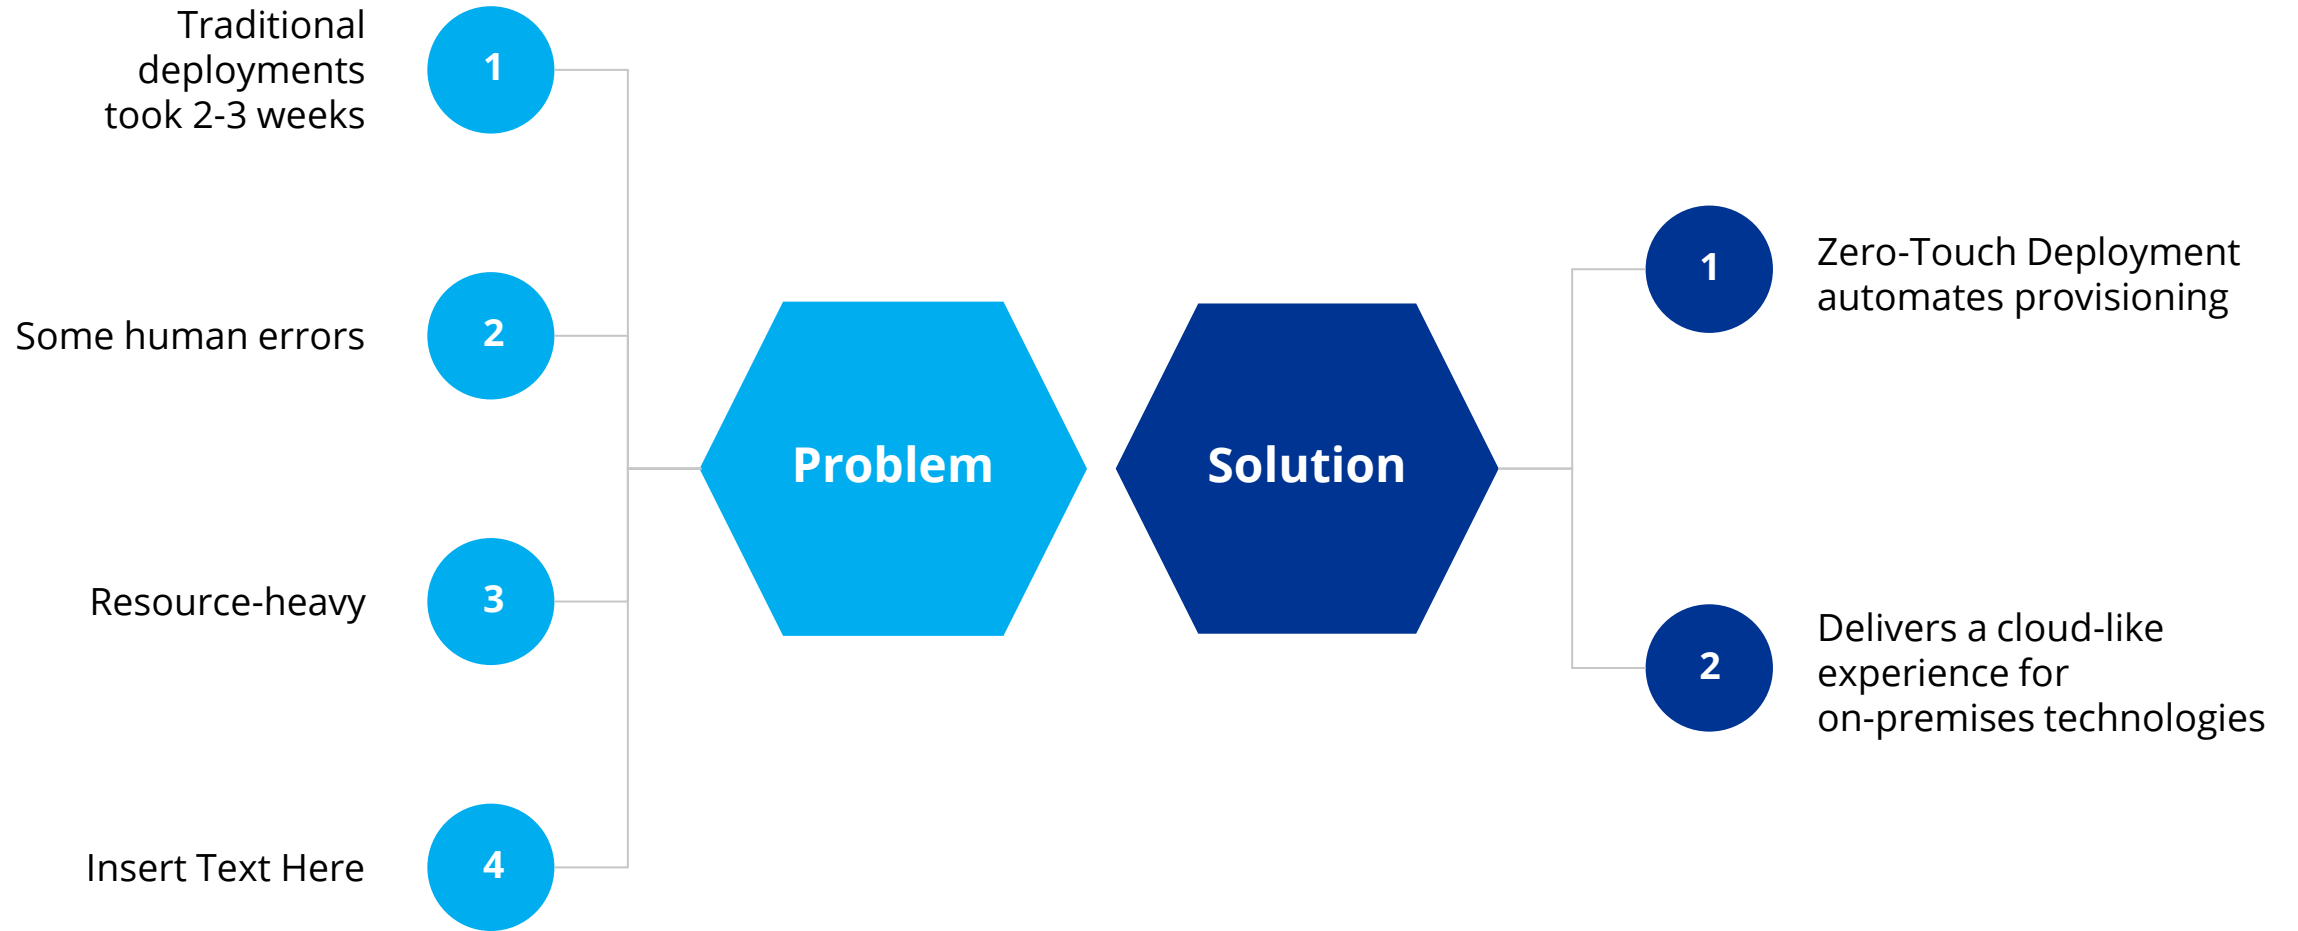 Traditional
deployments
took 2-3 weeks
1
Some human errors
2
Resource-heavy
3
Insert Text Here
4
Problem
Solution
1
Zero-Touch Deployment
automates provisioning
2
Delivers a cloud-like
experience for
on-premises technologies